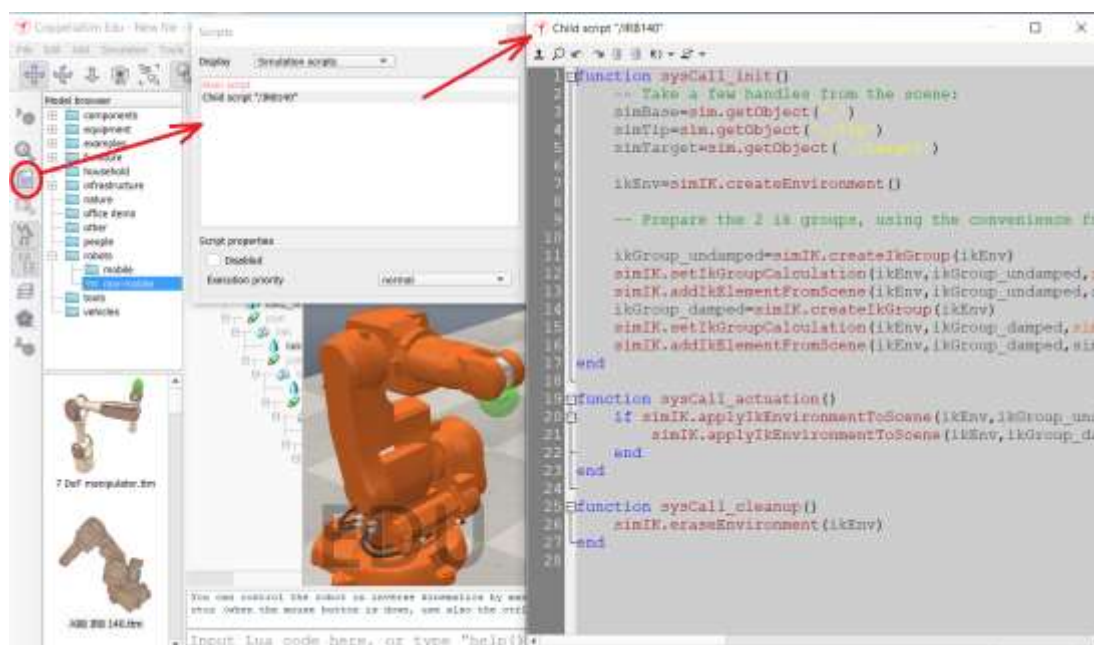 CoppeliaSim Edu - New file
File Edit Add Simulation Tools
Model browser
components
equipment
examples
furniture
household
infrastructure
nature
office items
other
people
robots
mobile
non-mobile
tools
vehicles
7 DoF manipulator.ttm
ABB IRB 140.ttm
Scripts
Display Simulation scripts
Main script
Child script "/IRB140"
Script properties
Disabled
Execution priority normal
EDU
You can control the robot in inverse kinematics by
(when the mouse button is down, use also the ctrl
Input Lua code here, or type "help()
Child script "/IRB140"
1 function sysCall_init()
2 -- Take a few handles from the scene:
3 simBase=sim.getObject( )
4 simTip=sim.getObject( )
5 simTarget=sim.getObject( )
6
7 ikEnv=simIK.createEnvironment()
8
9 -- Prepare the 2 ik groups, using the convenience
10
11 ikGroup_undamped=simIK.createIkGroup(ikEnv)
12 simIK.setIkGroupCalculation(ikEnv,ikGroup_undamped,
13 simIK.addIkElementFromScene(ikEnv,ikGroup_undamped,
14 ikGroup_damped=simIK.createIkGroup(ikEnv)
15 simIK.setIkGroupCalculation(ikEnv,ikGroup_damped,sim
16 simIK.addIkElementFromScene(ikEnv,ikGroup_damped,sim
17 end
18
19 function sysCall_actuation()
20 if simIK.applyIkEnvironmentToScene(ikEnv,ikGroup_und
21 simIK.applyIkEnvironmentToScene(ikEnv,ikGroup_da
22 end
23 end
24
25 function sysCall_cleanup()
26 simIK.eraseEnvironment(ikEnv)
27 end
28